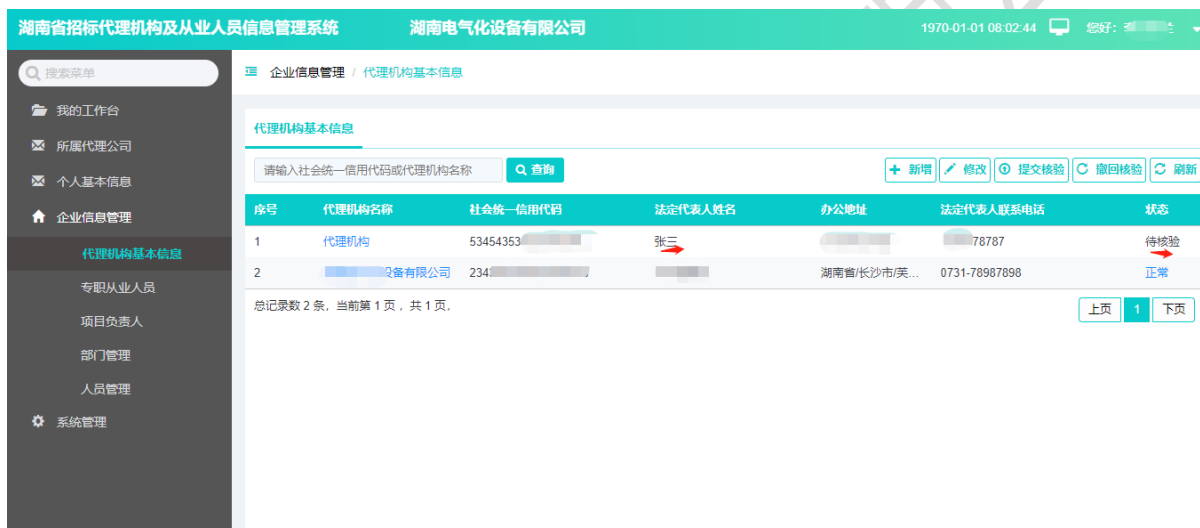 湖南省招标代理机构及从业人员信息管理系统 湖南电气化设备有限公司 1970-01-01 08:02:44 您好:
搜索菜单
企业信息管理 / 代理机构基本信息
我的工作台
所属代理公司
个人基本信息
企业信息管理
代理机构基本信息
专职从业人员
项目负责人
部门管理
人员管理
系统管理
代理机构基本信息
请输入社会统一信用代码或代理机构名称 查询 新增 修改 提交核验 撤回核验 刷新
序号 代理机构名称 社会统一信用代码 法定代表人姓名 办公地址 法定代表人联系电话 状态
1 代理机构 53454353 张三 78787 待核验
2 设备有限公司 234 湖南省/长沙市/芙... 0731-78987898 正常
总记录数 2 条, 当前第 1 页 , 共 1 页,
上页 1 下页